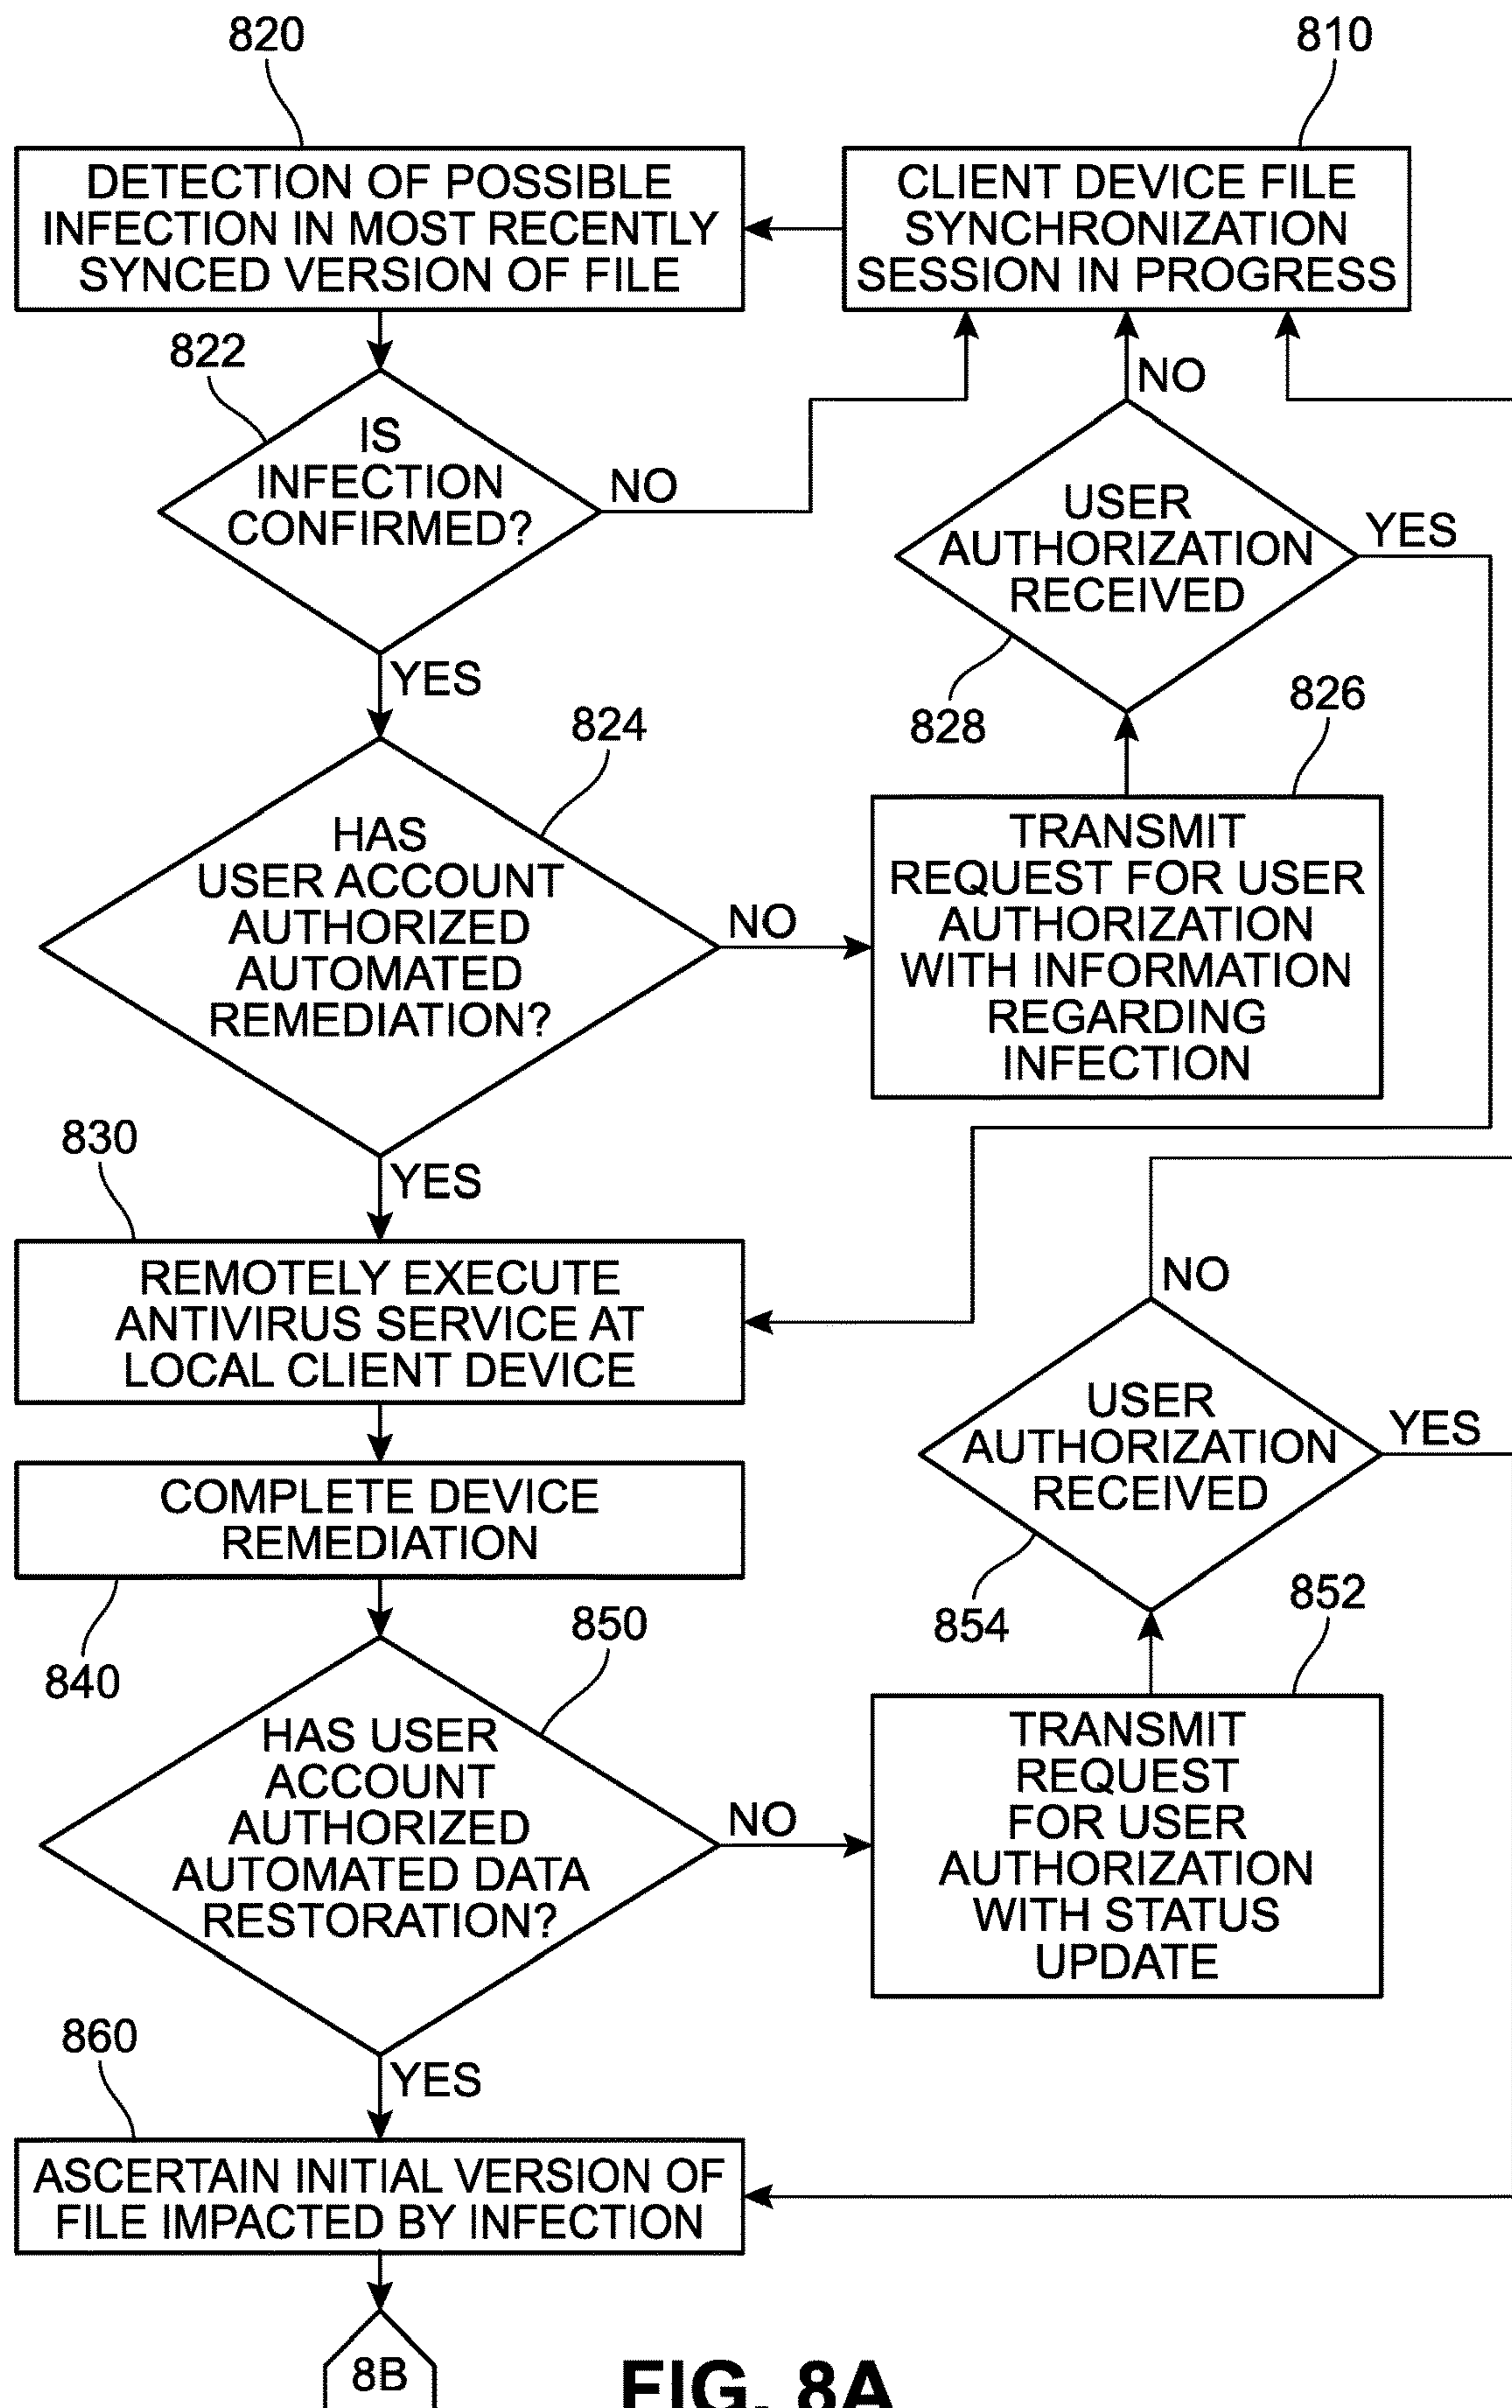 820
810
DETECTION OF POSSIBLE
INFECTION IN MOST RECENTLY
SYNCED VERSION OF FILE
CLIENT DEVICE FILE
SYNCHRONIZATION
SESSION IN PROGRESS
822
IS
INFECTION
CONFIRMED?
NO
YES
NO
USER
AUTHORIZATION
RECEIVED
YES
828
824
HAS
USER ACCOUNT
AUTHORIZED
AUTOMATED
REMEDIATION?
NO
YES
826
TRANSMIT
REQUEST FOR USER
AUTHORIZATION
WITH INFORMATION
REGARDING
INFECTION
830
REMOTELY EXECUTE
ANTIVIRUS SERVICE AT
LOCAL CLIENT DEVICE
COMPLETE DEVICE
REMEDIATION
840
NO
USER
AUTHORIZATION
RECEIVED
YES
854
850
HAS USER
ACCOUNT
AUTHORIZED
AUTOMATED DATA
RESTORATION?
NO
YES
852
TRANSMIT
REQUEST
FOR USER
AUTHORIZATION
WITH STATUS
UPDATE
860
ASCERTAIN INITIAL VERSION OF
FILE IMPACTED BY INFECTION
8B
FIG. 8A